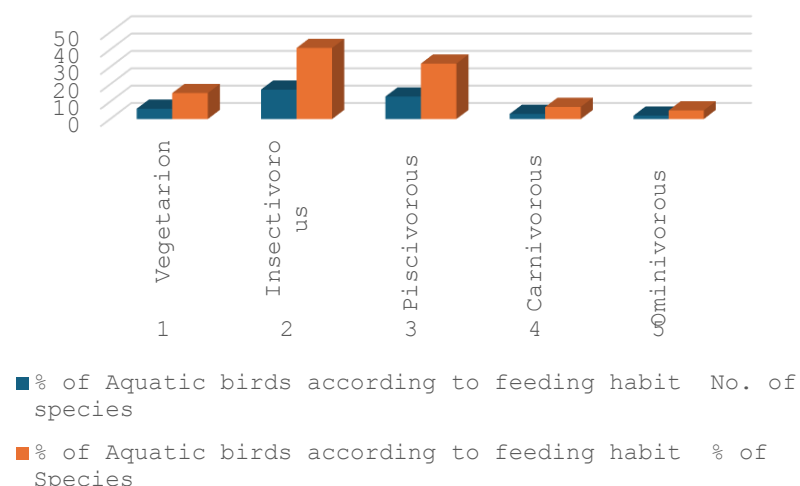 50
40
30
20
10
0
Vegetarion
Insectivoro
us
Piscivorous
Carnivorous
Ominivorous
1
2
3
4
5
% of Aquatic birds according to feeding habit No. of
species
% of Aquatic birds according to feeding habit % of
Species